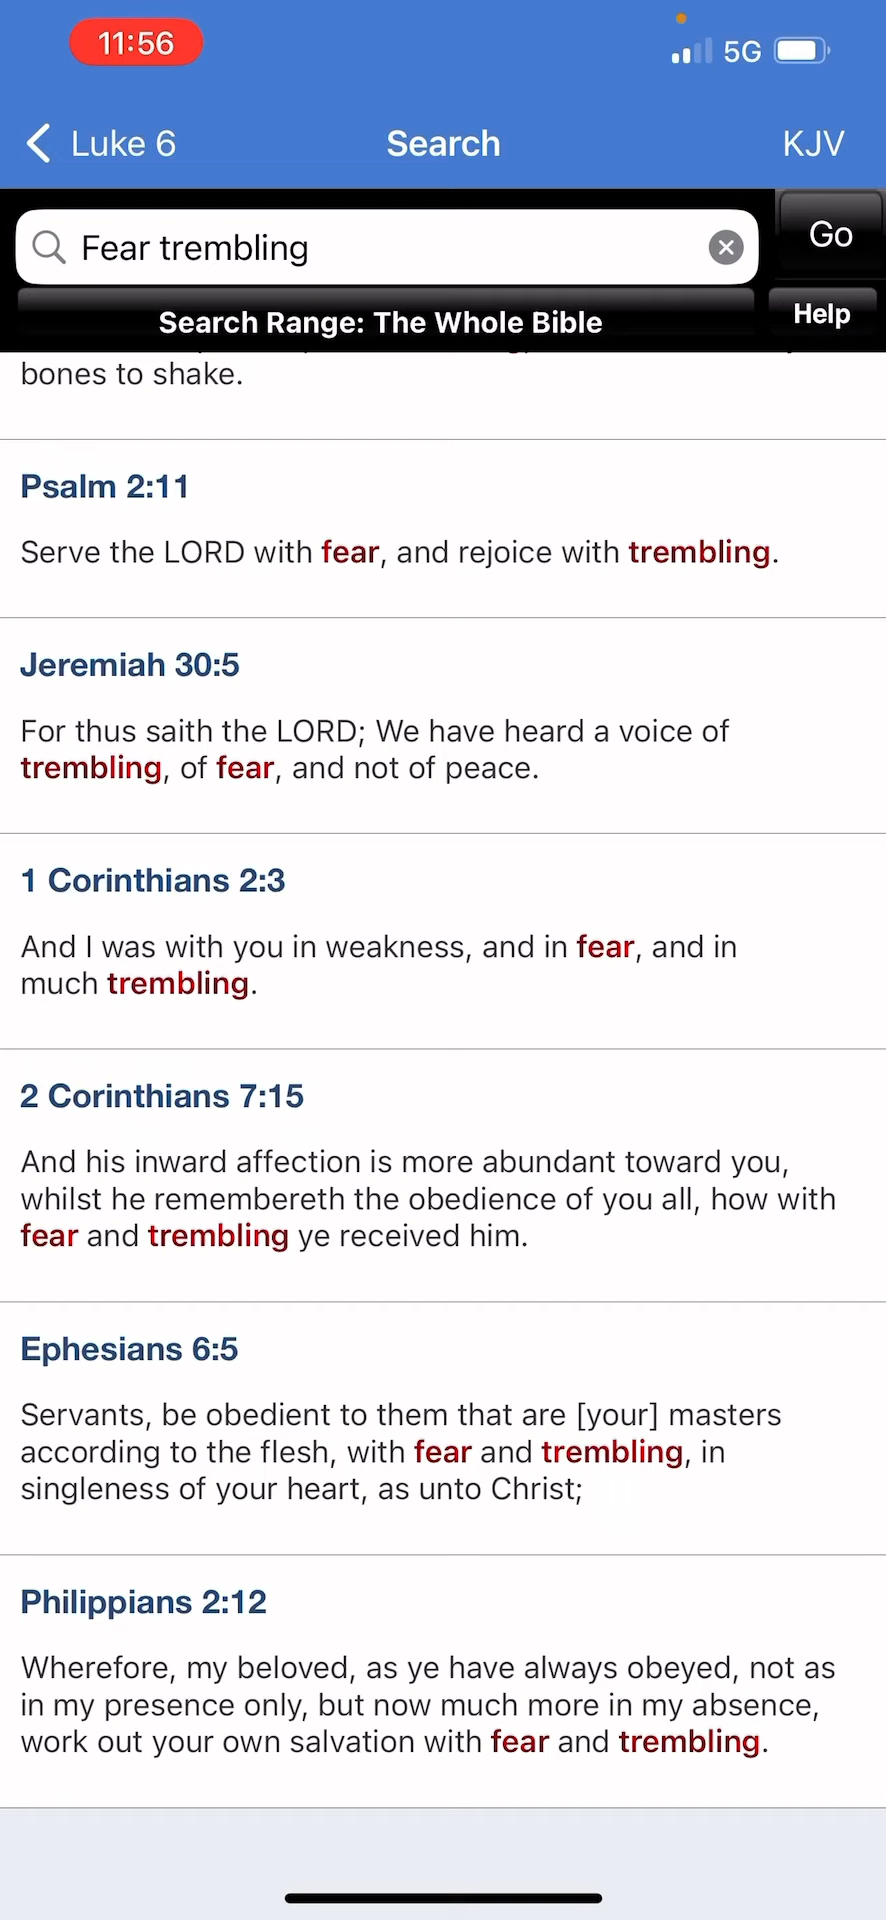 11:56
5G
Luke 6
Search
KJV
Fear trembling
Go
Search Range: The Whole Bible
Help
bones to shake.
Psalm 2:11
Serve the LORD with fear, and rejoice with trembling.
Jeremiah 30:5
For thus saith the LORD; We have heard a voice of
trembling, of fear, and not of peace.
1 Corinthians 2:3
And I was with you in weakness, and in fear, and in
much trembling.
2 Corinthians 7:15
And his inward affection is more abundant toward you,
whilst he remembereth the obedience of you all, how with
fear and trembling ye received him.
Ephesians 6:5
Servants, be obedient to them that are [your] masters
according to the flesh, with fear and trembling, in
singleness of your heart, as unto Christ;
Philippians 2:12
Wherefore, my beloved, as ye have always obeyed, not as
in my presence only, but now much more in my absence,
work out your own salvation with fear and trembling.